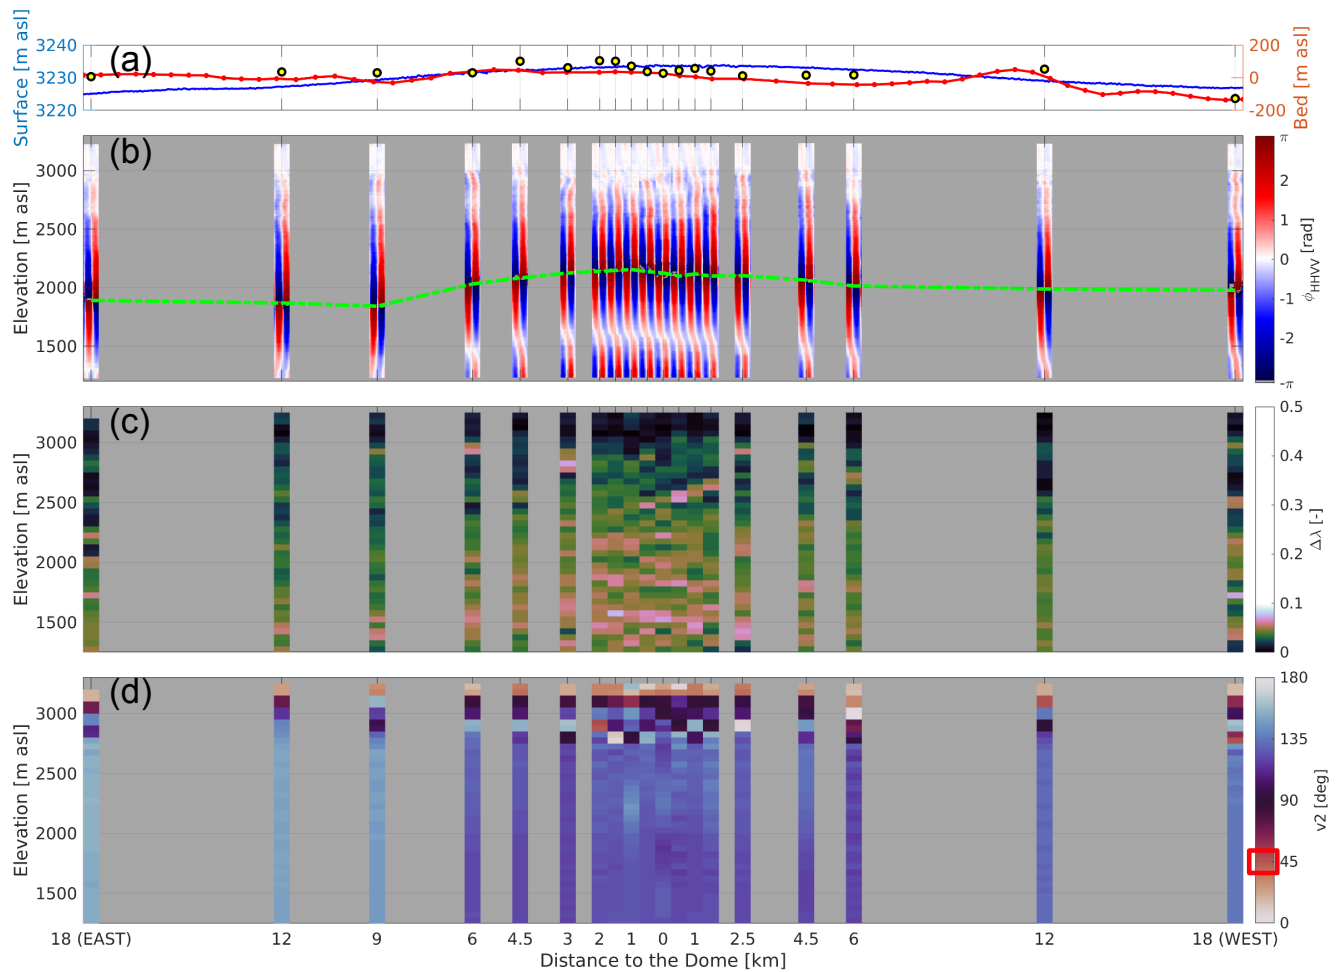 (a)
Surface [m asl]
3240
3230
3220
200
0
-200
Bed [m asl]
(b)
Elevation [m asl]
3000
2500
2000
1500
π
2
1
0
-1
-2
-π
ϕHHVV [rad]
(c)
Elevation [m asl]
3000
2500
2000
1500
0.5
0.4
0.3
0.2
0.1
0
Δλ [-]
(d)
Elevation [m asl]
3000
2500
2000
1500
180
135
90
45
0
v2 [deg]
18 (EAST) 12 9 6 4.5 3 2 1 0 1 2.5 4.5 6 12 18 (WEST)
Distance to the Dome [km]